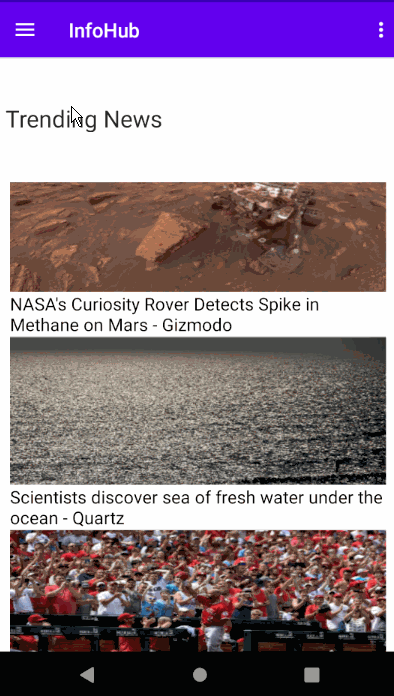 InfoHub
Trending News
NASA's Curiosity Rover Detects Spike in
Methane on Mars - Gizmodo
Scientists discover sea of fresh water under the
ocean - Quartz